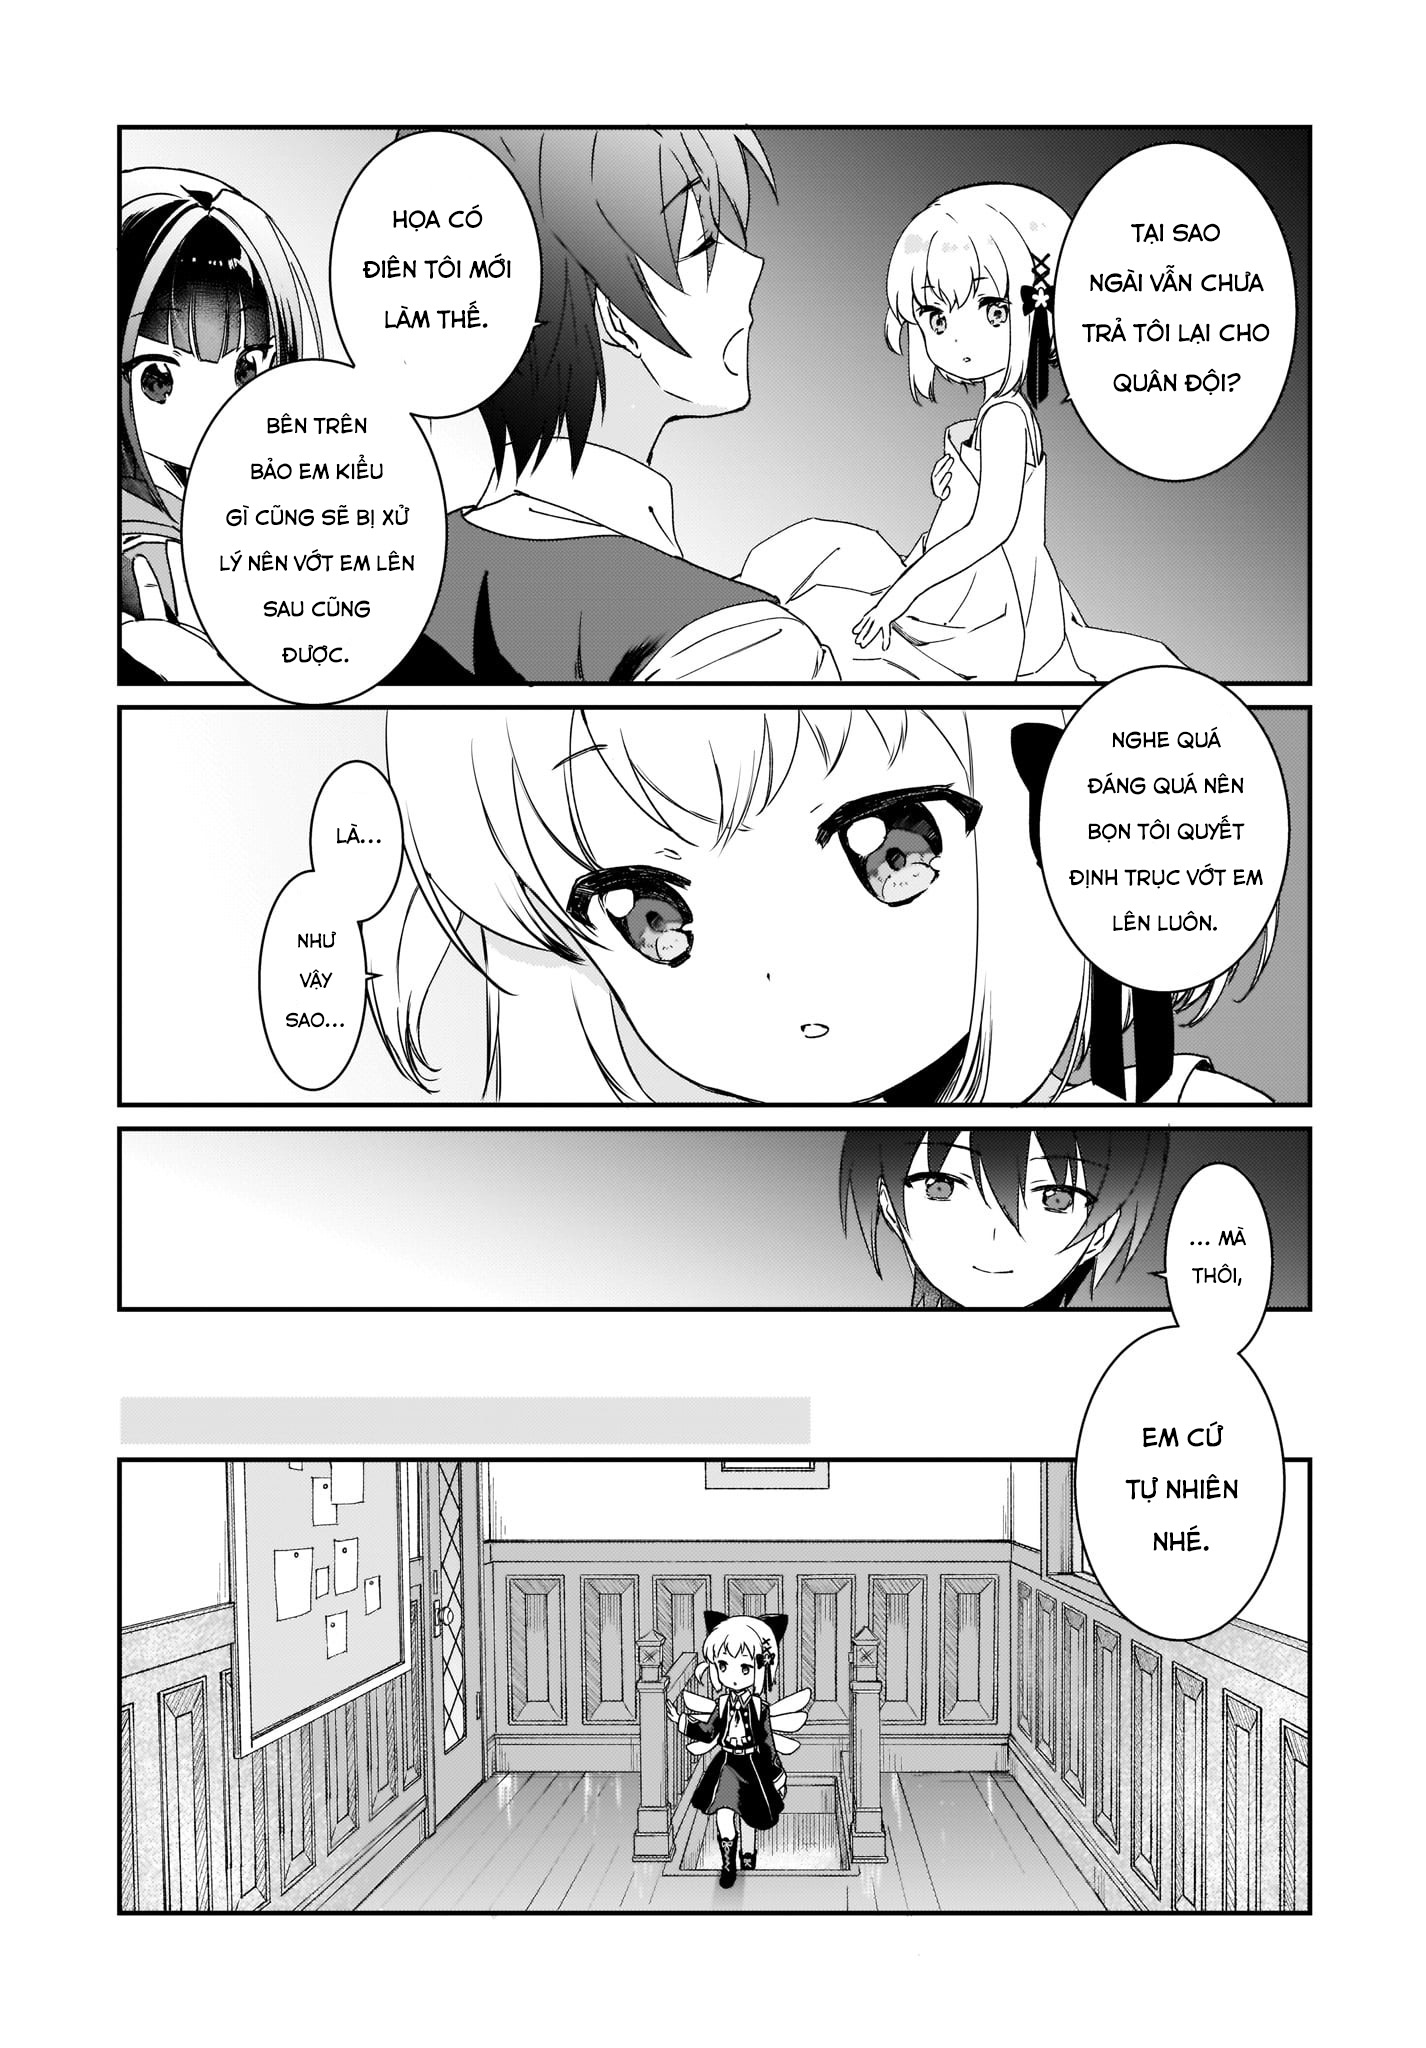 TẠI SAO
NGÀI VẪN CHƯA
TRẢ TÔI LẠI CHO
QUÂN ĐỘI?
HỌA CÓ
ĐIÊN TÔI MỚI
LÀM THẾ.
BÊN TRÊN
BẢO EM KIỂU
GÌ CŨNG SẼ BỊ XỬ
LÝ NÊN VỚT EM LÊN
SAU CŨNG
ĐƯỢC.
NGHE QUÁ
ĐÁNG QUÁ NÊN
BỌN TÔI QUYẾT
ĐỊNH TRỤC VỚT EM
LÊN LUÔN.
LÀ...
NHƯ
VẬY
SAO...
... MÀ
THÔI,
EM CỨ
TỰ NHIÊN
NHÉ.